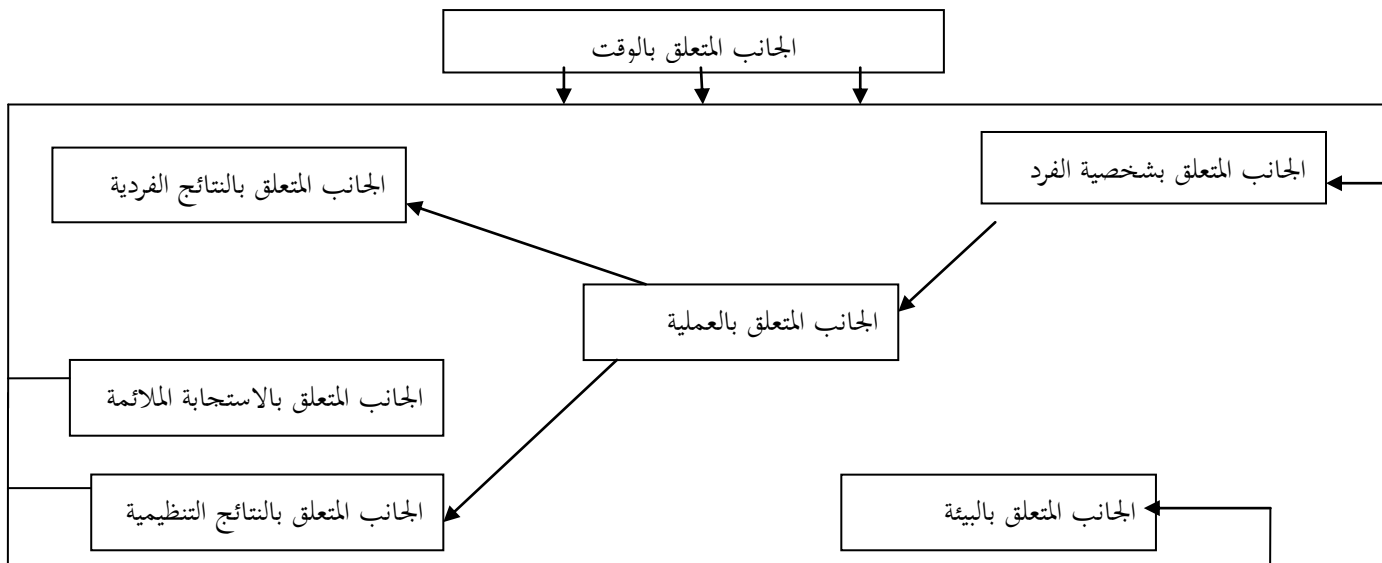 الجانب المتعلق بالوقت
الجانب المتعلق بشخصية الفرد
الجانب المتعلق بالنتائج الفردية
الجانب المتعلق بالعملية
الجانب المتعلق بالاستجابة الملائمة
الجانب المتعلق بالبيئة
الجانب المتعلق بالنتائج التنظيمية